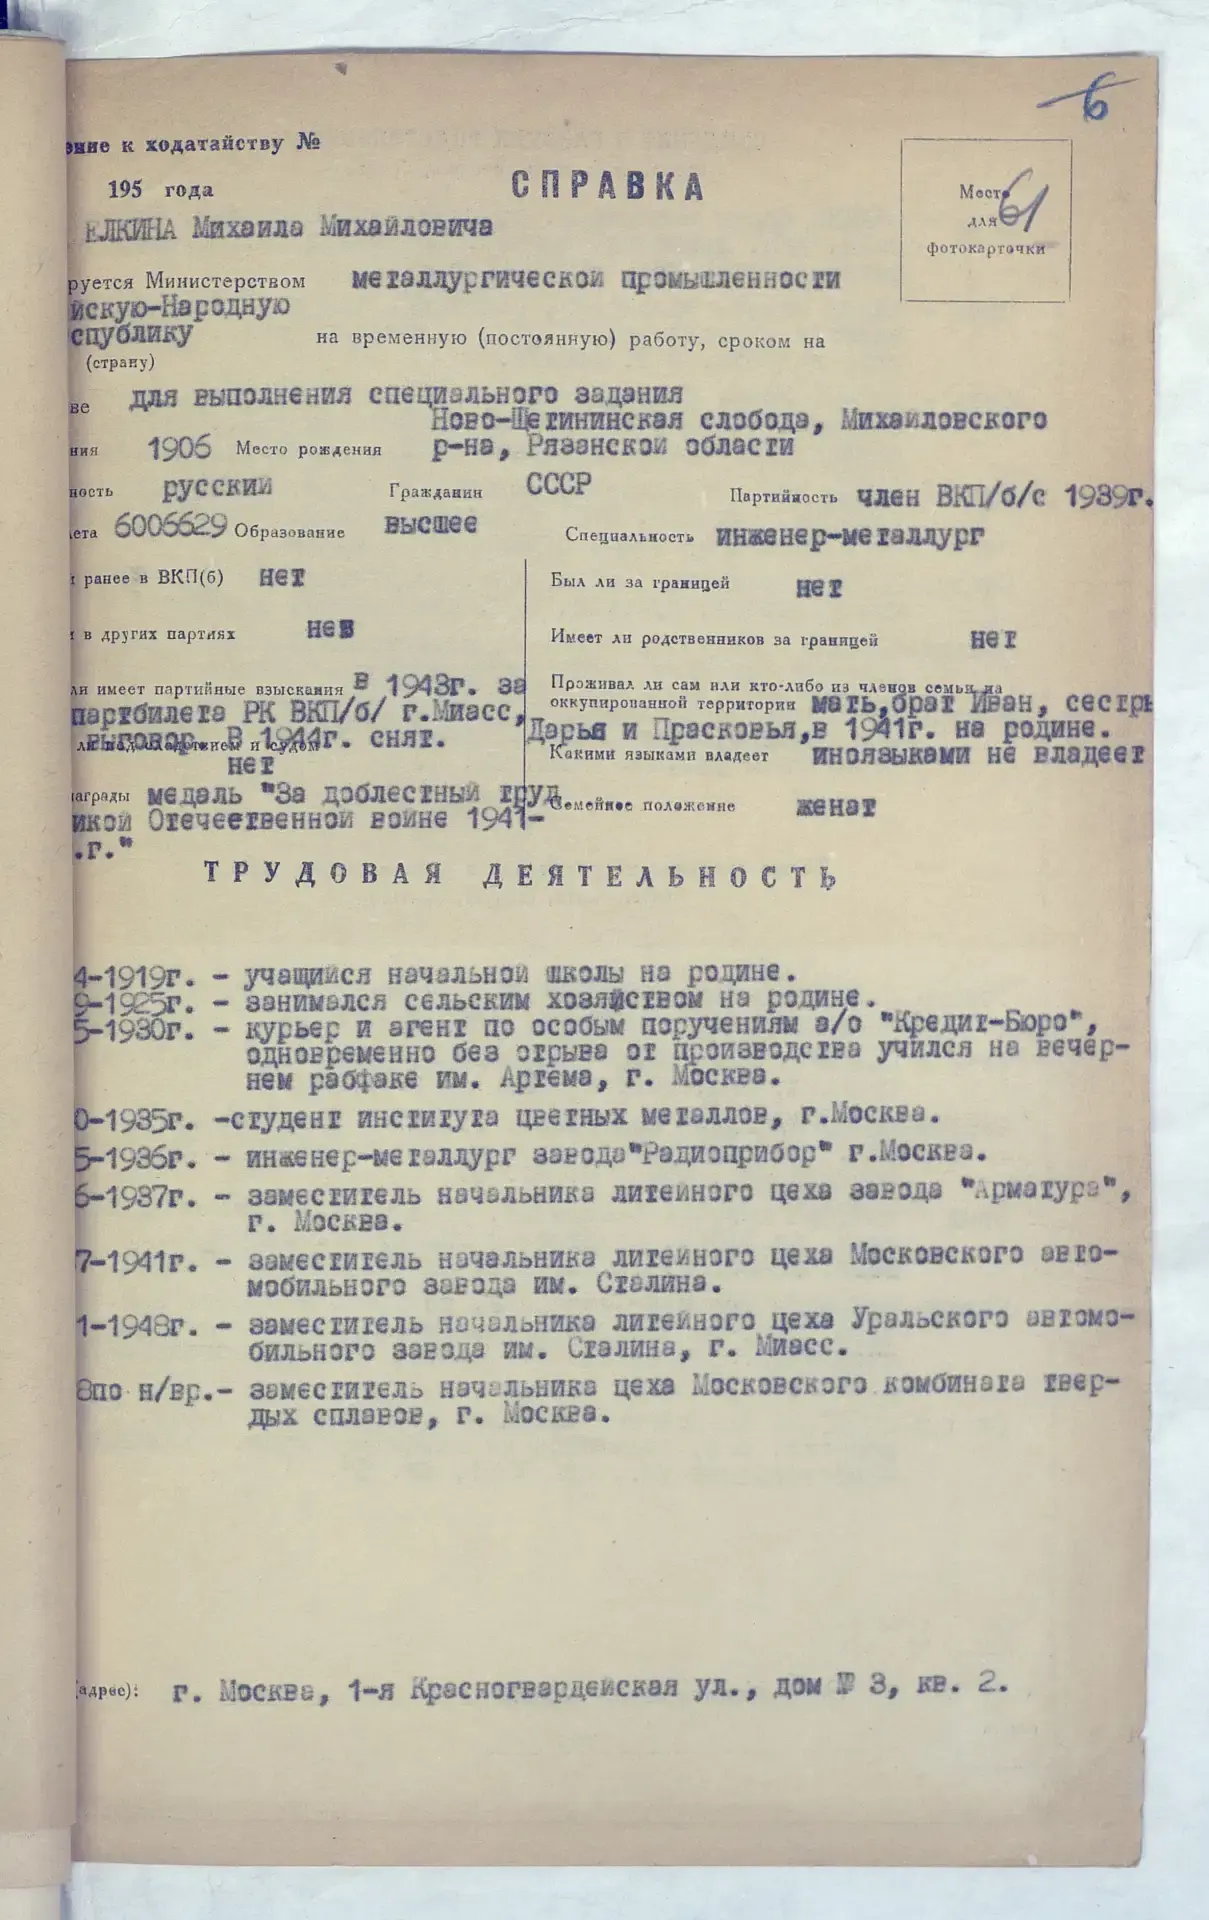 6
ение к ходатайству №
195 года
СПРАВКА
Место
для
фотокарточки
61
ЕЛКИНА Михаила Михайловича
руется Министерством металлургической промышленности
йскую-Народную
спублику на временную (постоянную) работу, сроком на
(страну)
ве для выполнения специального задания
Ново-Щетининская слобода, Михайловского
ния 1906 Место рождения р-на, Рязанской области
ность русский Гражданин СССР Партийность член ВКП/б/с 1939г.
ета 6006629 Образование высшее Специальность инженер-металлург
ранее в ВКП(б) нет Был ли за границей нет
в других партиях нев Имеет ли родственников за границей нет
ли имеет партийные взыскания в 1943г. за Проживал ли сам или кто-либо из членов семьи на
партбилета РК ВКП/б/ г.Миасс, оккупированной территории мать,брат Иван, сестры
выговор. В 1944г. снят. Дарья и Прасковья,в 1941г. на родине.
ли под следствием и судом Какими языками владеет иноязыками не владеет
нет
аграды медаль "За доблестный труд Семейное положение женат
икой Отечественной войне 1941-
.г."
ТРУДОВАЯ ДЕЯТЕЛЬНОСТЬ
4-1919г. - учащийся начальной школы на родине.
9-1925г. - занимался сельским хозяйством на родине.
5-1930г. - курьер и агент по особым поручениям а/о "Кредит-Бюро",
одновременно без отрыва от производства учился на вечер-
нем рабфаке им. Артема, г. Москва.
0-1935г. -студент института цветных металлов, г.Москва.
5-1936г. - инженер-металлург завода"Радиоприбор" г.Москва.
6-1937г. - заместитель начальника литейного цеха завода "Арматура",
г. Москва.
7-1941г. - заместитель начальника литейного цеха Московского авто-
мобильного завода им. Сталина.
1-1948г. - заместитель начальника литейного цеха Уральского автомо-
бильного завода им. Сталина, г. Миасс.
8по н/вр.- заместитель начальника цеха Московского комбината твер-
дых сплавов, г. Москва.
(адрес): г. Москва, 1-я Красногвардейская ул., дом № 3, кв. 2.